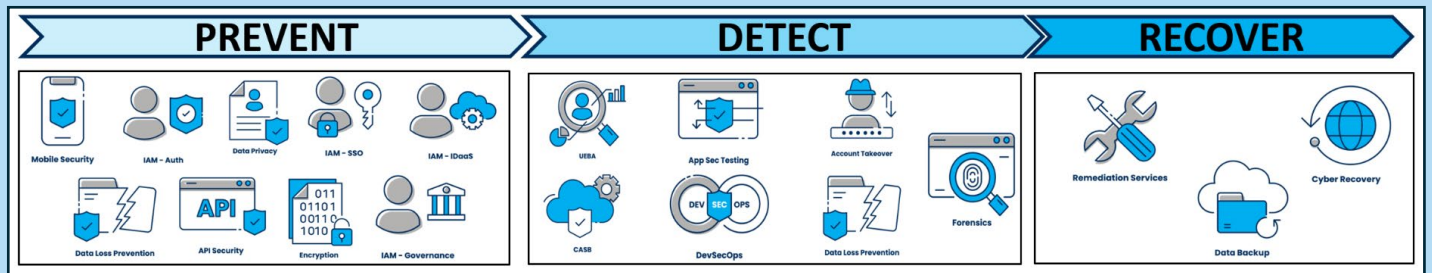 PREVENT
DETECT
RECOVER
Mobile Security
IAM - Auth
Data Privacy
IAM - SSO
IAM - IDaaS
Data Loss Prevention
API
API Security
011
01101
00110
1010
Encryption
IAM - Governance
UEBA
App Sec Testing
Account Takeover
CASB
DEV SEC OPS
DevSecOps
Data Loss Prevention
Forensics
Remediation Services
Data Backup
Cyber Recovery